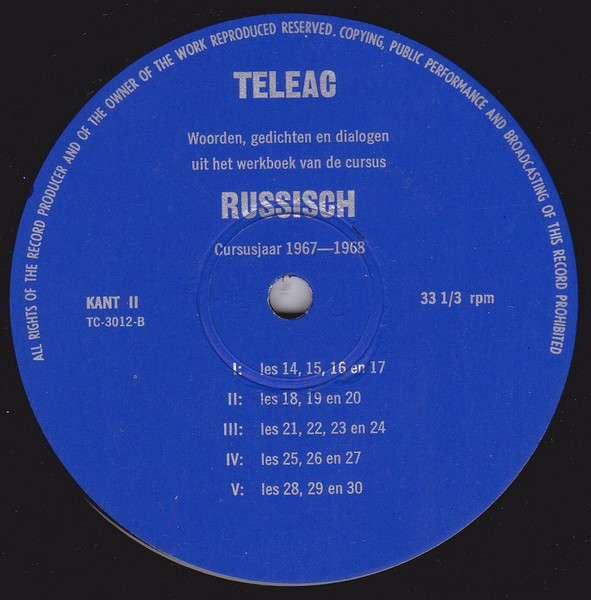 ALL RIGHTS OF THE RECORD PRODUCER AND OF THE OWNER OF THE WORK REPRODUCED RESERVED. COPYING, PUBLIC PERFORMANCE AND BROADCASTING OF THIS RECORD PROHIBITED
TELEAC
Woorden, gedichten en dialogen
uit het werkboek van de cursus
RUSSISCH
Cursusjaar 1967—1968
KANT II
TC-3012-B
33 1/3 rpm
I: les 14, 15, 16 en 17
II: les 18, 19 en 20
III: les 21, 22, 23 en 24
IV: les 25, 26 en 27
V: les 28, 29 en 30